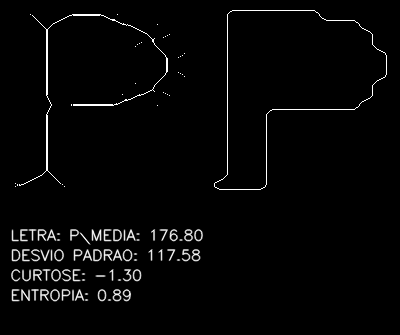 P P
LETRA: P\MEDIA: 176.80
DESVIO PADRAO: 117.58
CURTOSE: -1.30
ENTROPIA: 0.89